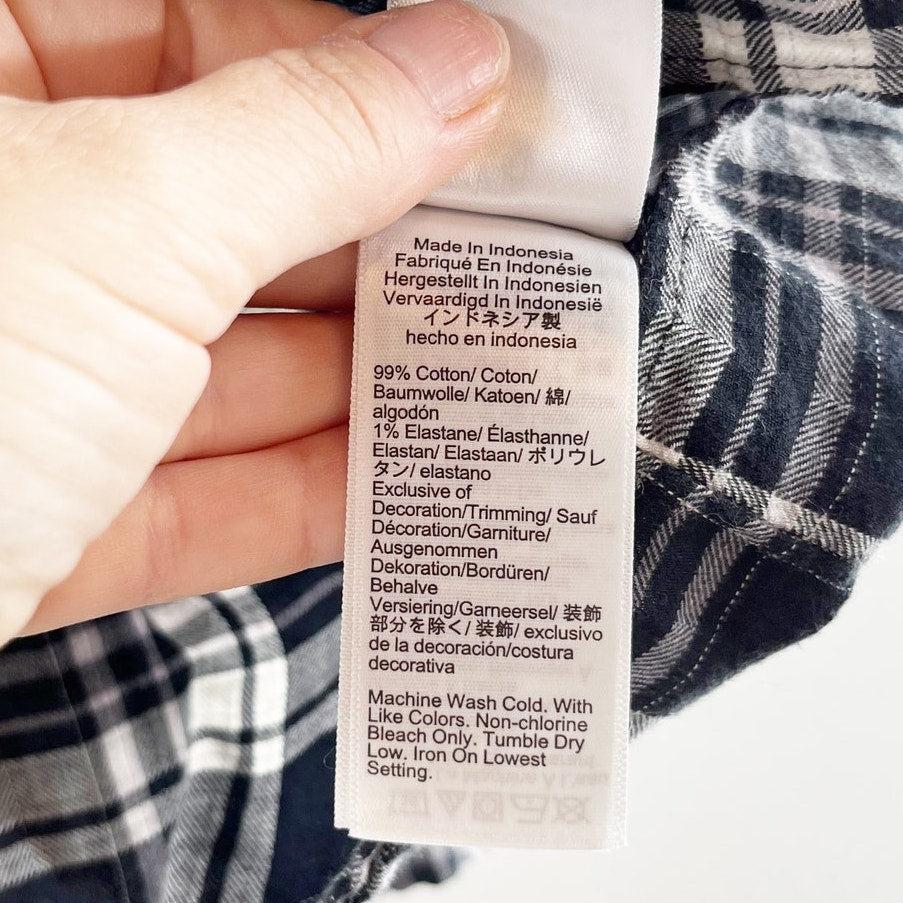 Made In Indonesia
Fabriqué En Indonésie
Hergestellt In Indonesien
Vervaardigd In Indonesië
インドネシア製
hecho en indonesia
99% Cotton/ Coton/
Baumwolle/ Katoen/ 綿/
algodón
1% Elastane/ Élasthanne/
Elastan/ Elastaan/ ポリウレ
タン/ elastano
Exclusive of
Decoration/Trimming/ Sauf
Décoration/Garniture/
Ausgenommen
Dekoration/Bordüren/
Behalve
Versiering/Garneersel/ 装飾
部分を除く/ 装飾/ exclusivo
de la decoración/costura
decorativa
Machine Wash Cold. With
Like Colors. Non-chlorine
Bleach Only. Tumble Dry
Low. Iron On Lowest
Setting.